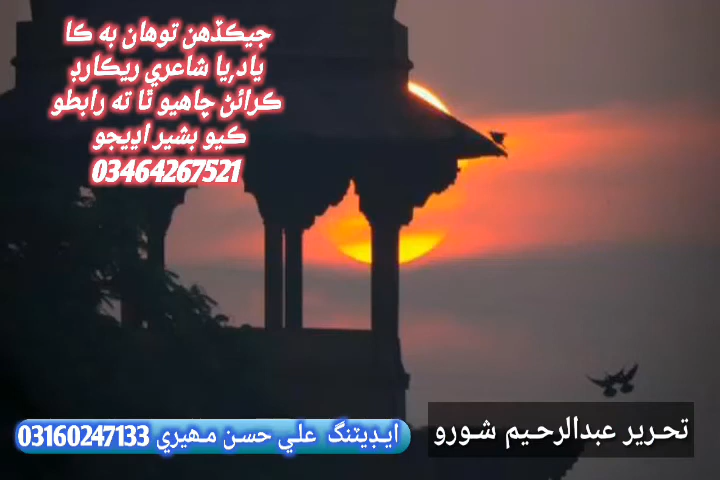 جيڪڏهن توهان به ڪا
ياد,يا شاعري ريڪارڊ
ڪرائڻ چاهيو ٿا ته رابطو
ڪيو بشير اڍيجو
03464267521
ايڊيٽنگ علي حسن مهيري 03160247133
تحرير عبدالرحيم شورو